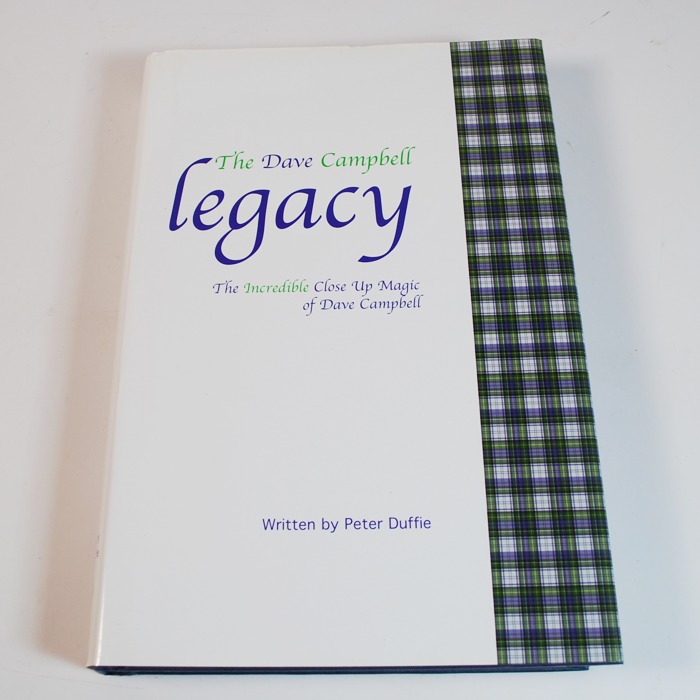 The Dave Campbell
legacy
The Incredible Close Up Magic
of Dave Campbell
Written by Peter Duffie